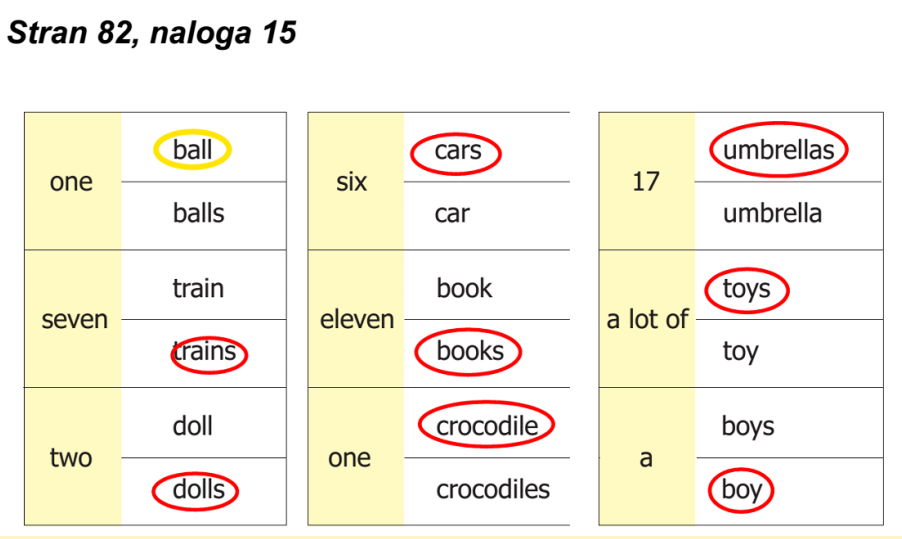 Stran 82, naloga 15
one
ball
balls
seven
train
trains
two
doll
dolls
six
cars
car
eleven
book
books
one
crocodile
crocodiles
17
umbrellas
umbrella
a lot of
toys
toy
a
boys
boy